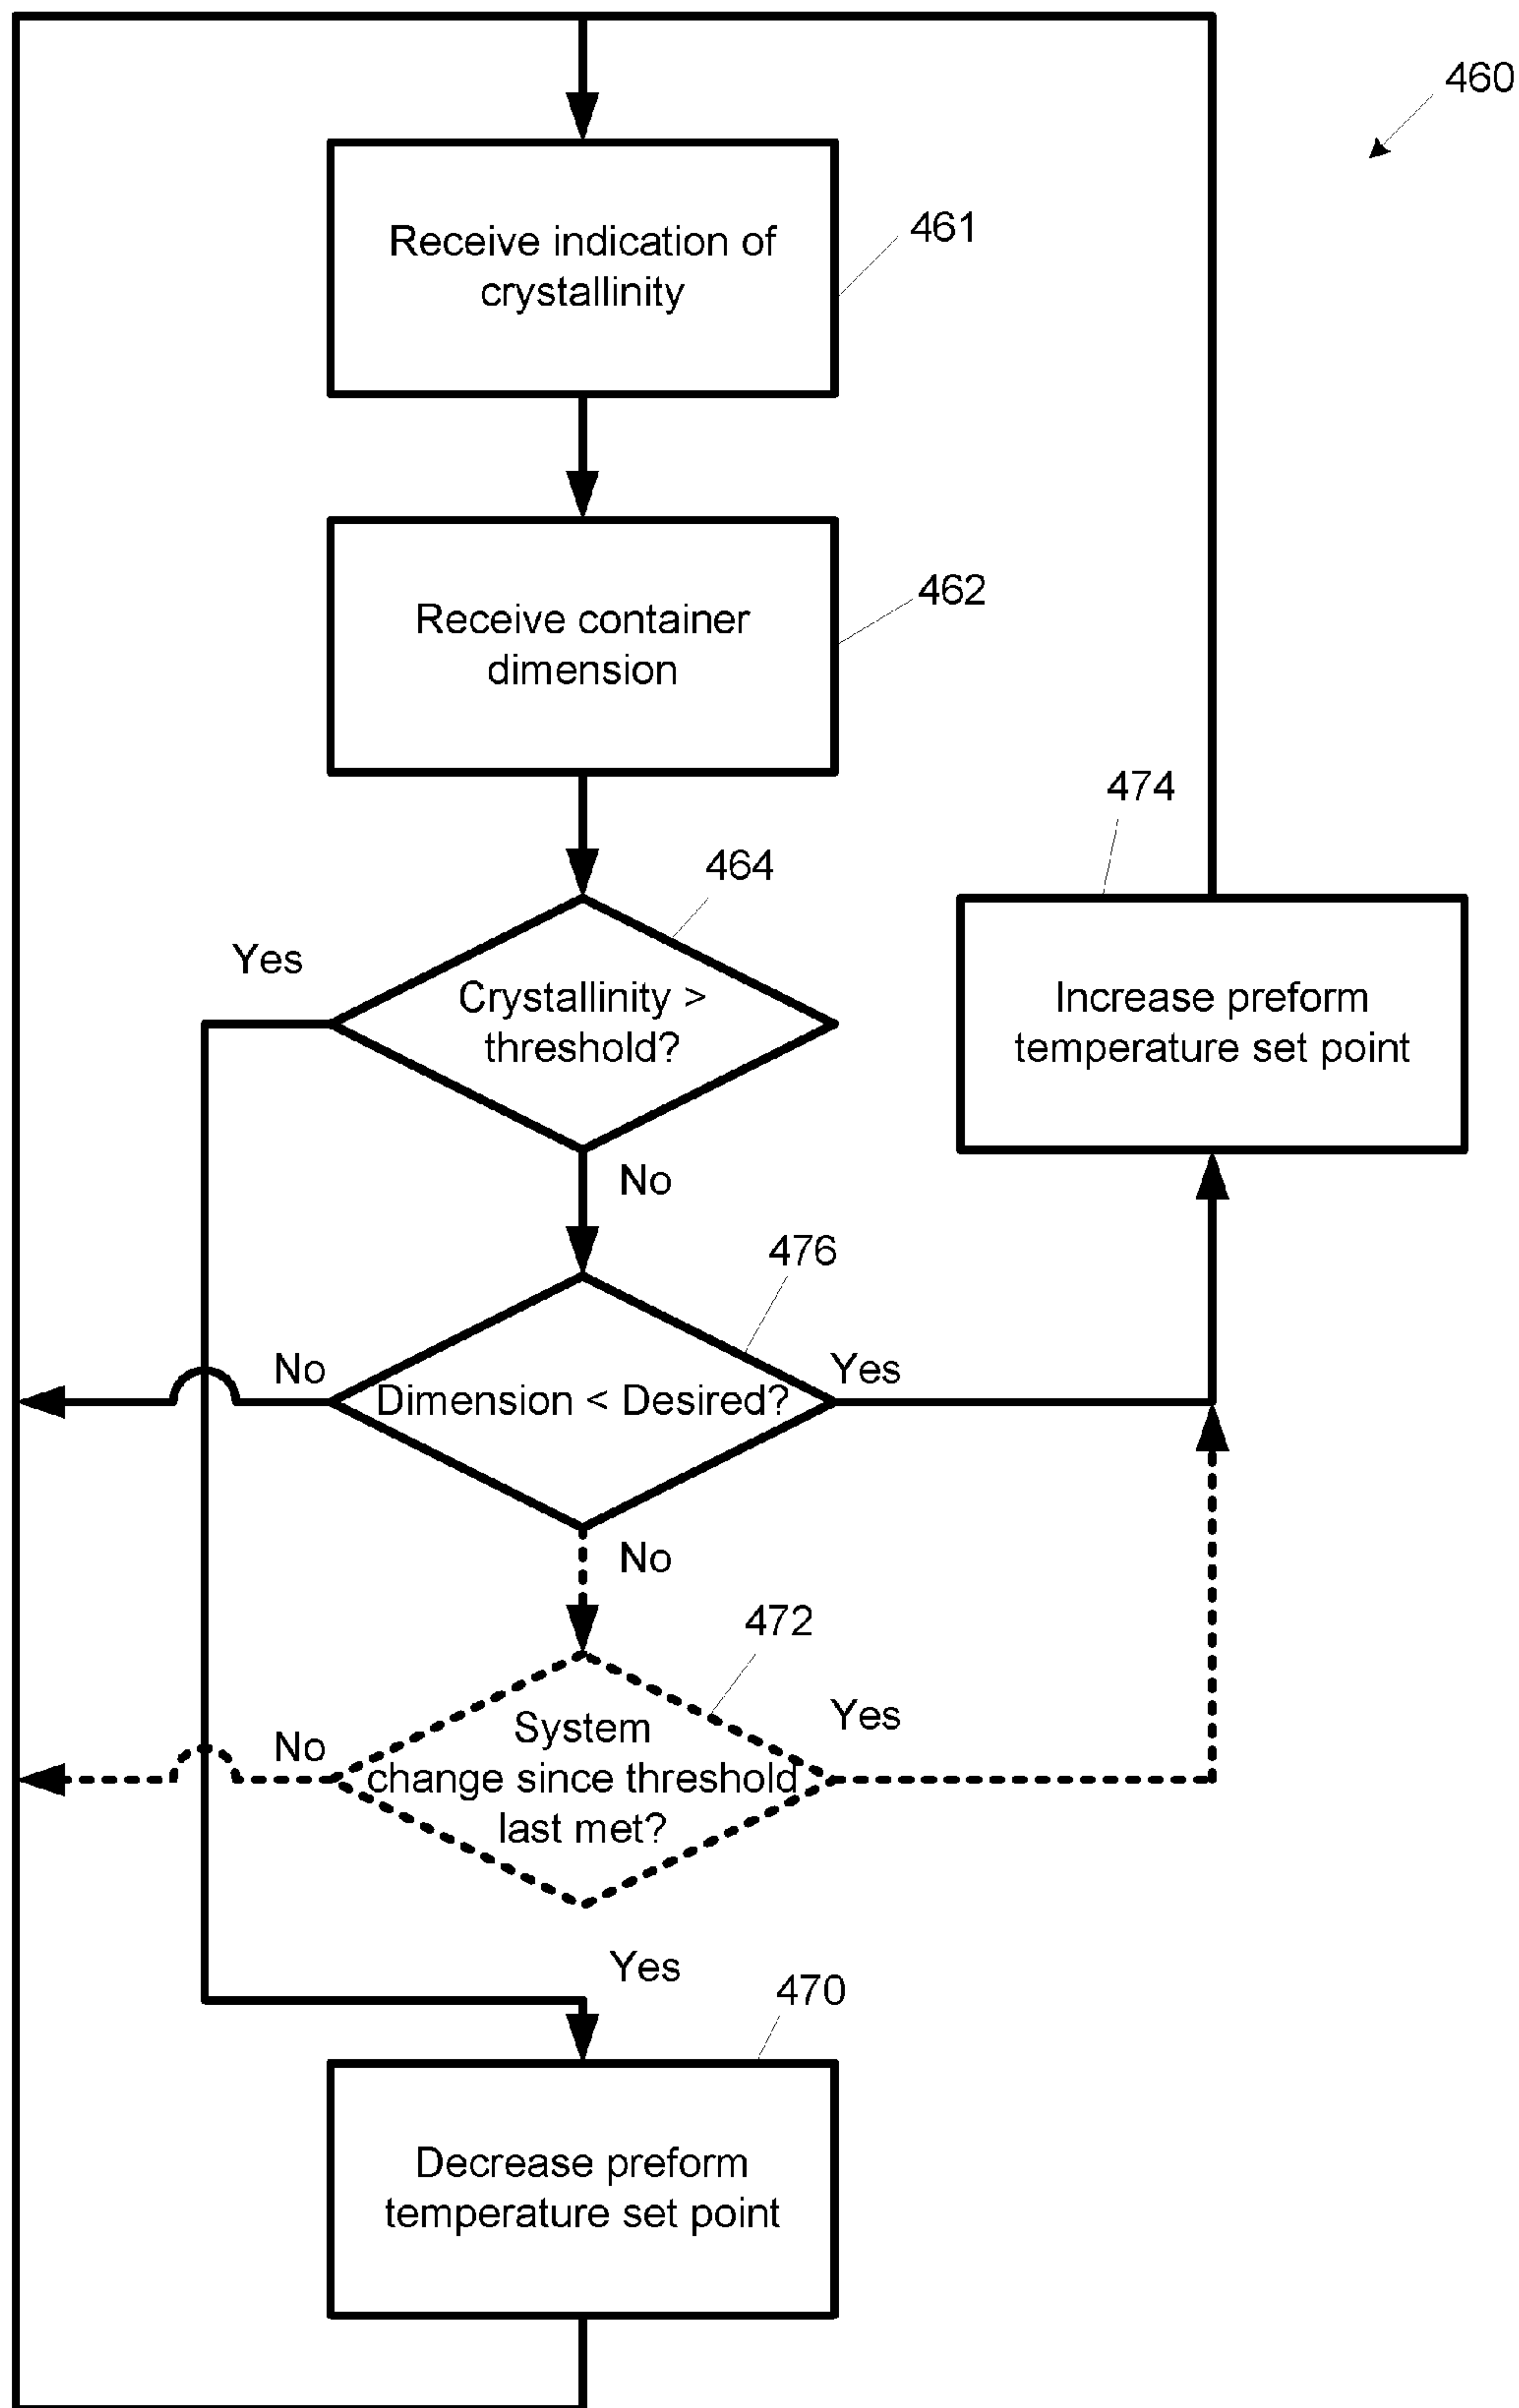 460
Receive indication of
crystallinity
461
Receive container
dimension
462
474
464
Yes
Crystallinity >
threshold?
Increase preform
temperature set point
No
476
No
Dimension < Desired?
Yes
No
472
No
System
change since threshold
last met?
Yes
Yes
470
Decrease preform
temperature set point